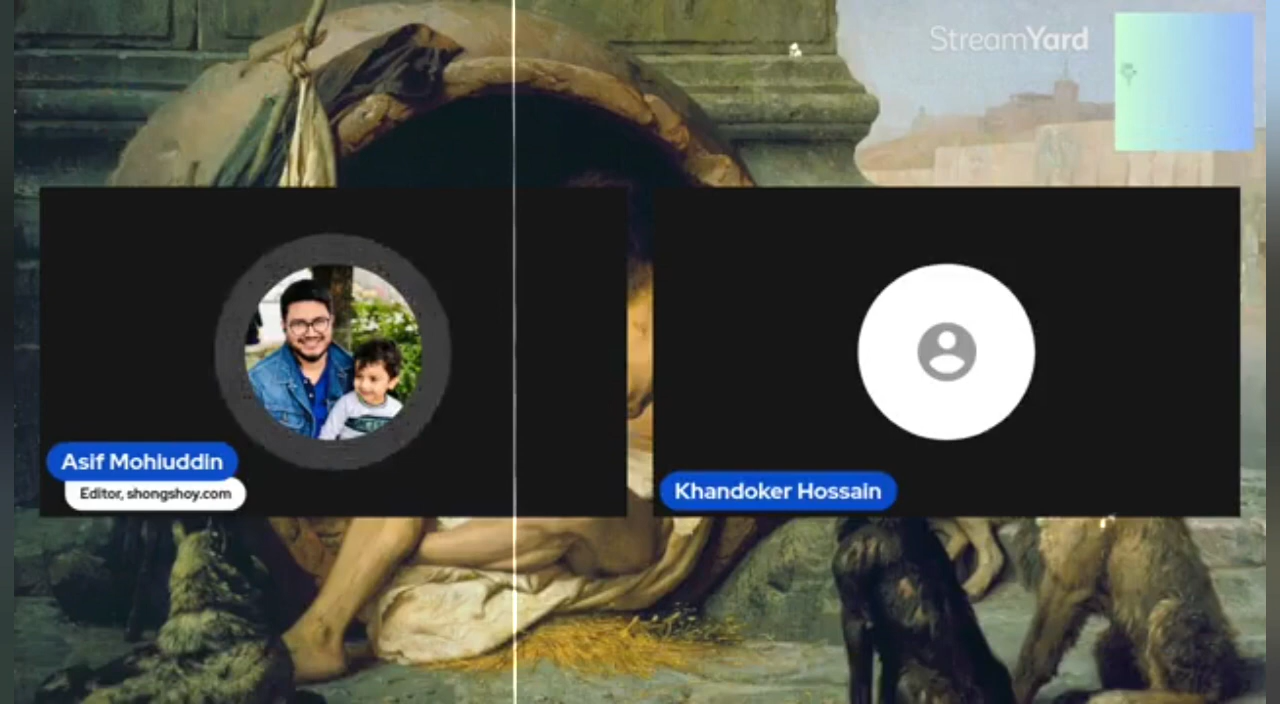 StreamYard
Asif Mohiuddin
Editor, shongshoy.com
Khandoker Hossain